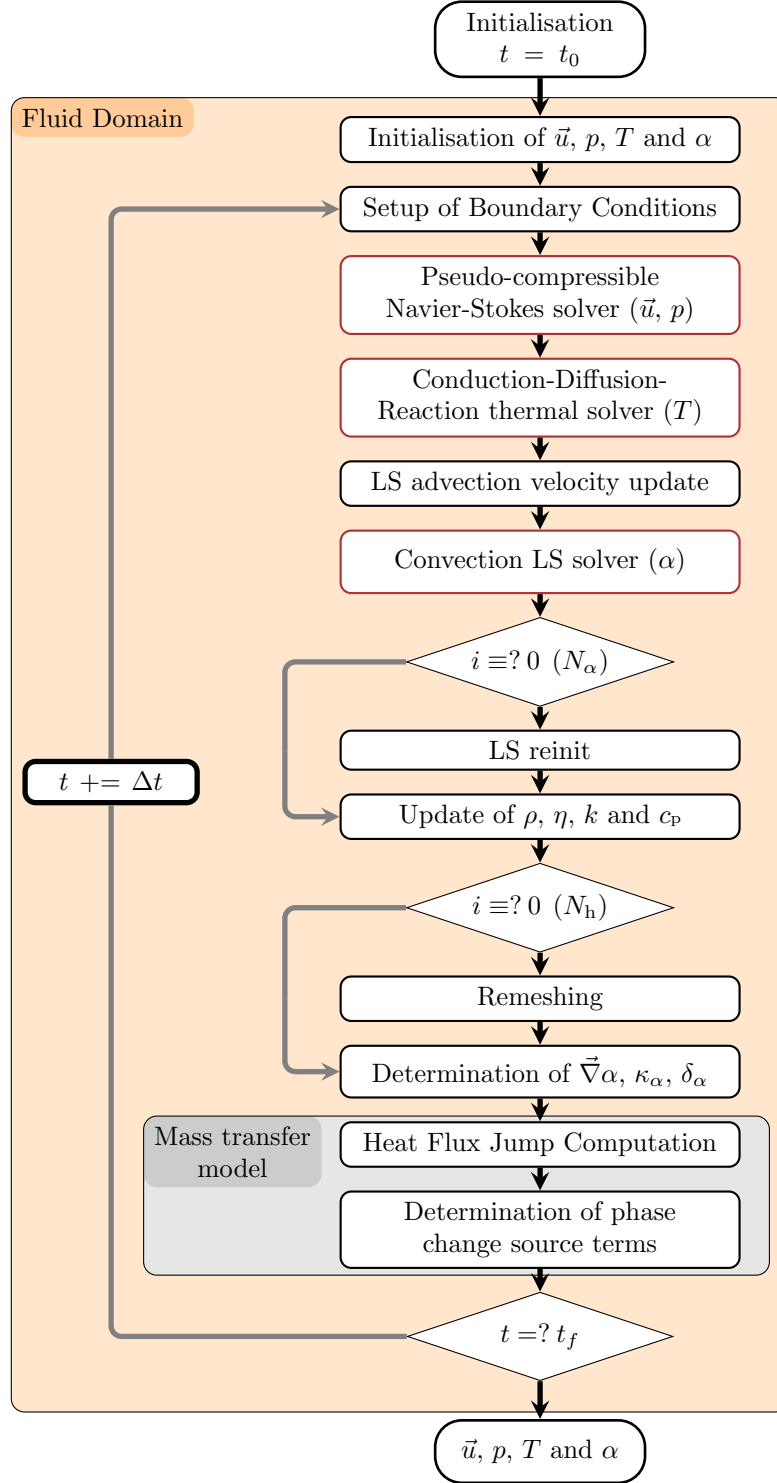 Initialisation
t = t₀
Fluid Domain
Initialisation of u⃗, p, T and α
Setup of Boundary Conditions
Pseudo-compressible
Navier-Stokes solver (u⃗, p)
Conduction-Diffusion-
Reaction thermal solver (T)
LS advection velocity update
Convection LS solver (α)
i ≡? 0 (N_α)
LS reinit
t += Δt
Update of ρ, η, k and c_P
i ≡? 0 (N_h)
Remeshing
Determination of ∇⃗α, κ_α, δ_α
Mass transfer
model
Heat Flux Jump Computation
Determination of phase
change source terms
t =? t_f
u⃗, p, T and α